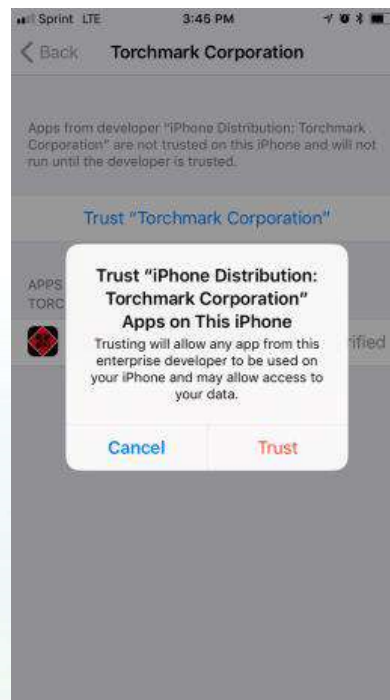 Sprint LTE 3:45 PM
Back Torchmark Corporation
Apps from developer "iPhone Distribution: Torchmark
Corporation" are not trusted on this iPhone and will not
run until the developer is trusted.
Trust "Torchmark Corporation"
Trust "iPhone Distribution:
Torchmark Corporation"
Apps on This iPhone
Trusting will allow any app from this
enterprise developer to be used on
your iPhone and may allow access to
your data.
Cancel Trust
APPS
TORC
ified